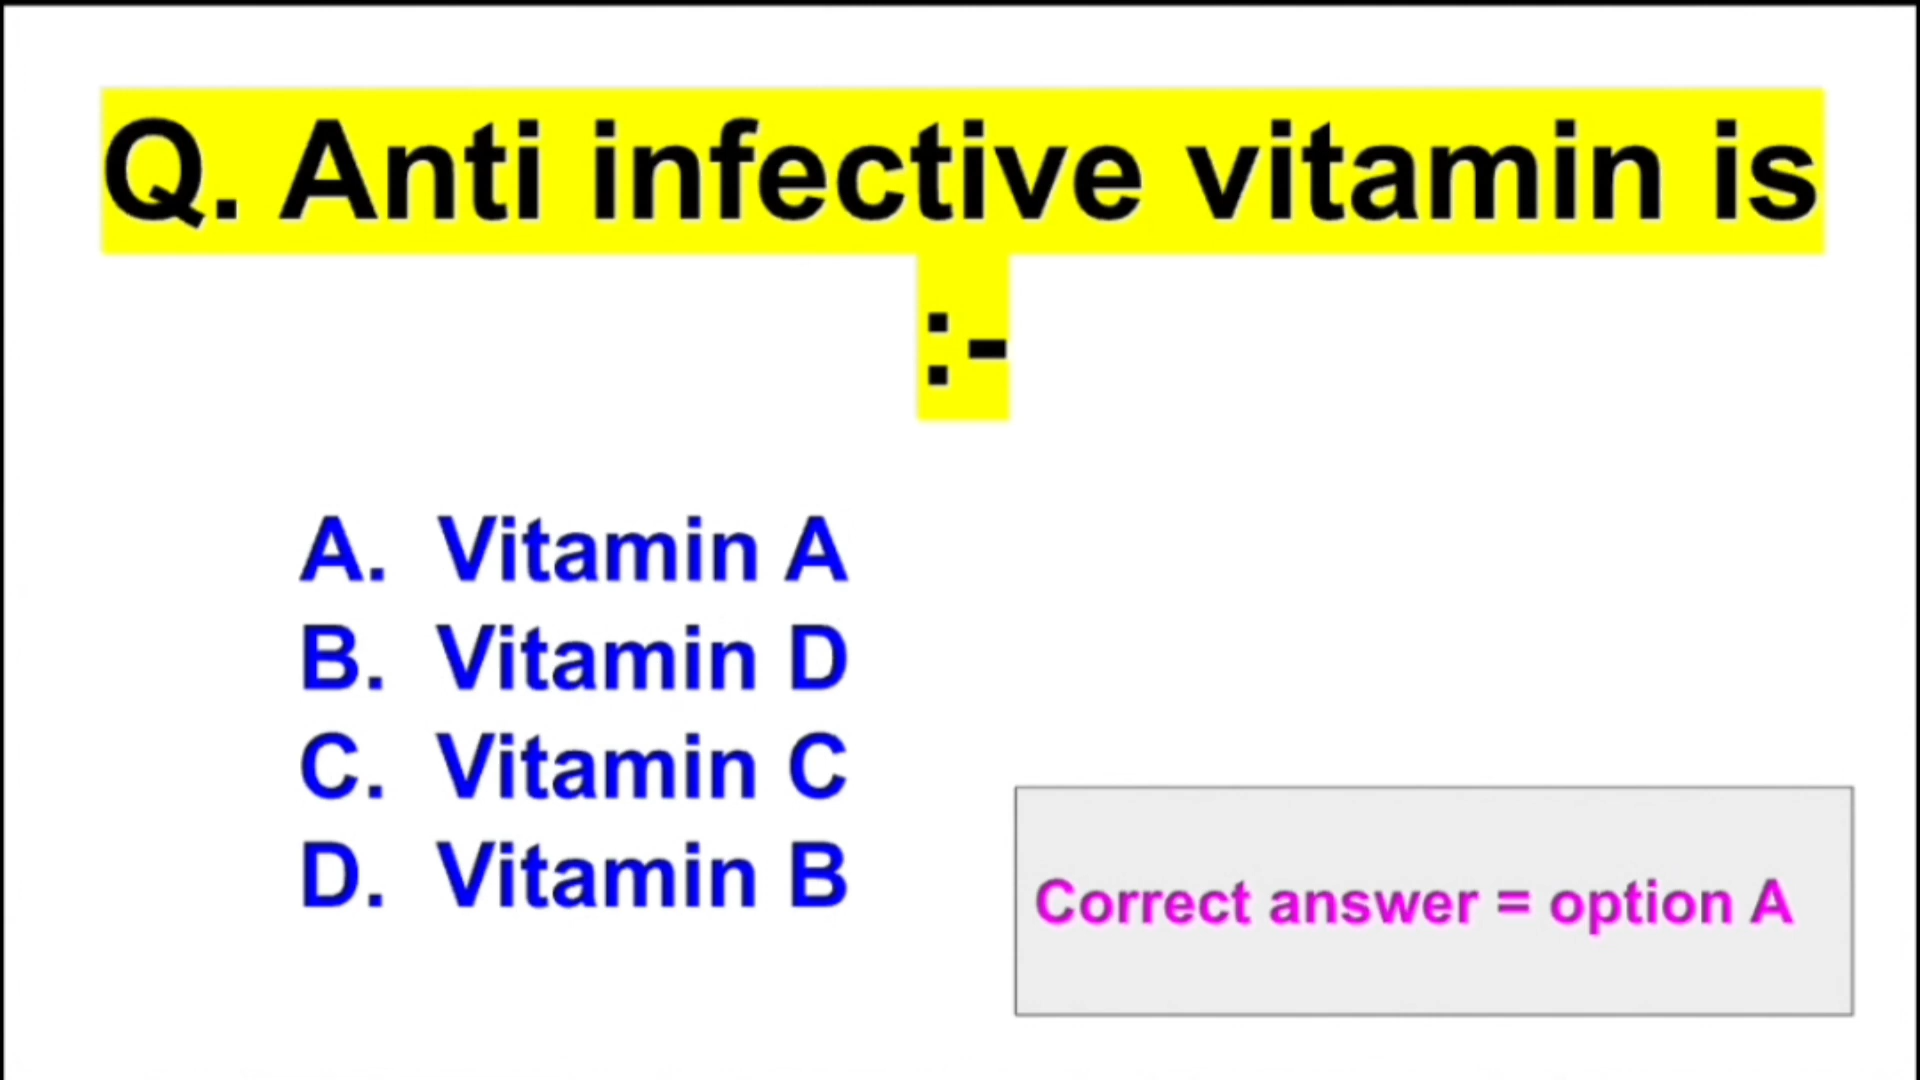 Q. Anti infective vitamin is
:-
A. Vitamin A
B. Vitamin D
C. Vitamin C
D. Vitamin B
Correct answer = option A